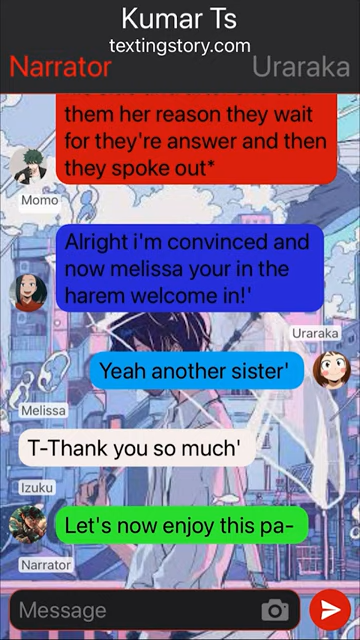 Kumar Ts
textingstory.com
Narrator
Uraraka
them her reason they wait
for they're answer and then
they spoke out*
Momo
Alright i'm convinced and
now melissa your in the
harem welcome in!'
Uraraka
Yeah another sister'
Melissa
T-Thank you so much'
Izuku
Let's now enjoy this pa-
Narrator
Message